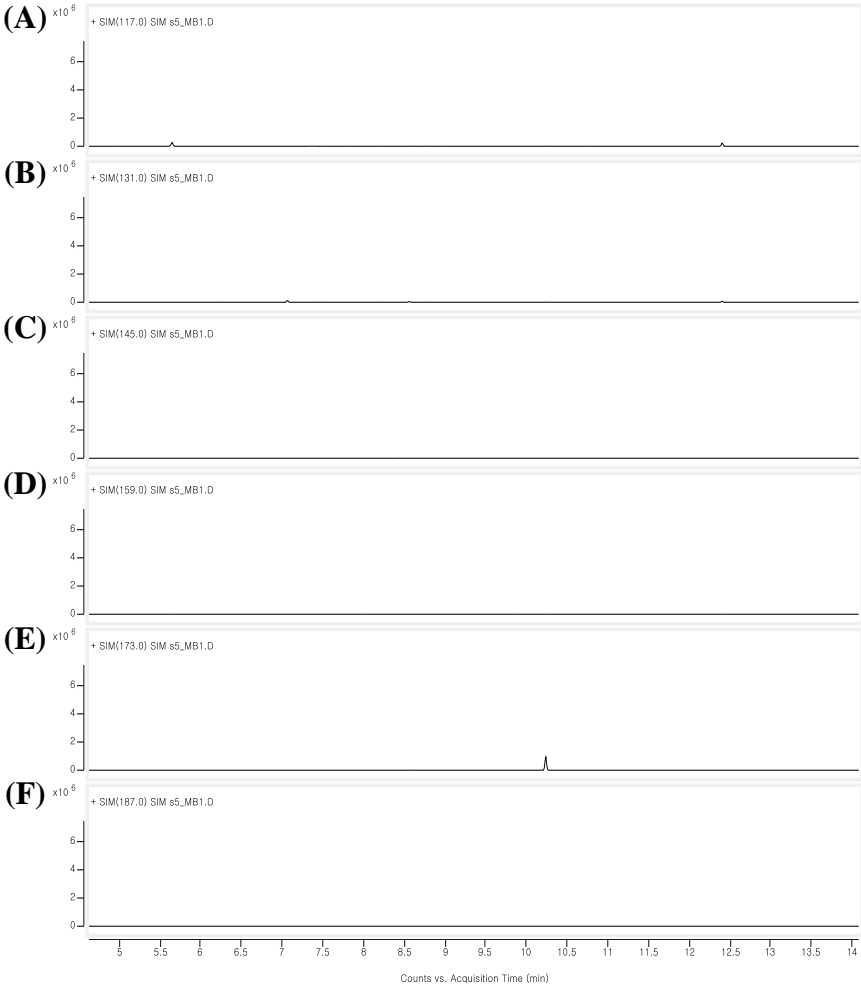 (A) x10 6
+ SIM(117.0) SIM s5_MB1.D
6
4
2
0
(B) x10 6
+ SIM(131.0) SIM s5_MB1.D
6
4
2
0
(C) x10 6
+ SIM(145.0) SIM s5_MB1.D
6
4
2
0
(D) x10 6
+ SIM(159.0) SIM s5_MB1.D
6
4
2
0
(E) x10 6
+ SIM(173.0) SIM s5_MB1.D
6
4
2
0
(F) x10 6
+ SIM(187.0) SIM s5_MB1.D
6
4
2
0
5 5.5 6 6.5 7 7.5 8 8.5 9 9.5 10 10.5 11 11.5 12 12.5 13 13.5 14
Counts vs. Acquisition Time (min)